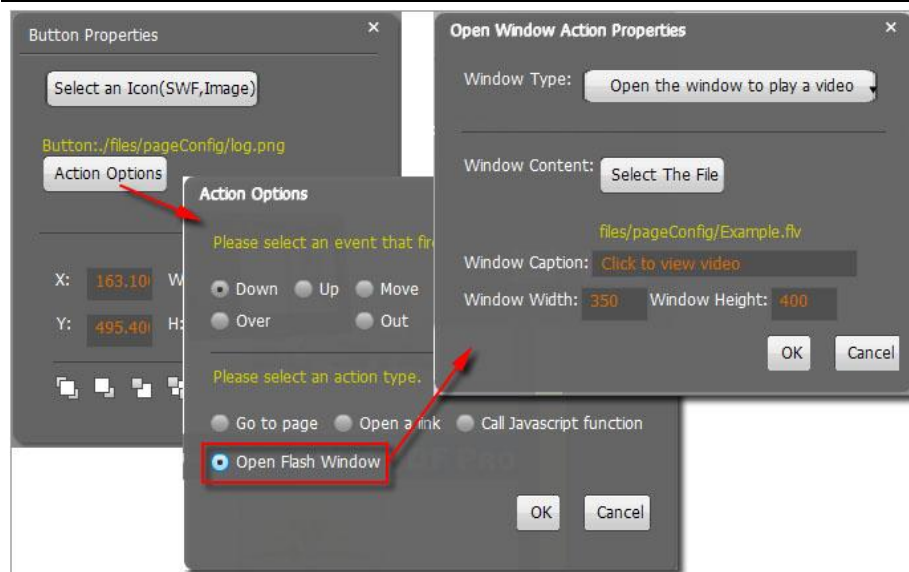 Button Properties
Select an Icon(SWF,Image)
Button:./files/pageConfig/log.png
Action Options
X: 163.10 W
Y: 495.40 H:
Action Options
Please select an event that fir
Down Up Move
Over Out
Please select an action type.
Go to page Open a link Call Javascript function
Open Flash Window
OK Cancel
Open Window Action Properties
Window Type: Open the window to play a video
Window Content: Select The File
files/pageConfig/Example.flv
Window Caption: Click to view video
Window Width: 350 Window Height: 400
OK Cancel